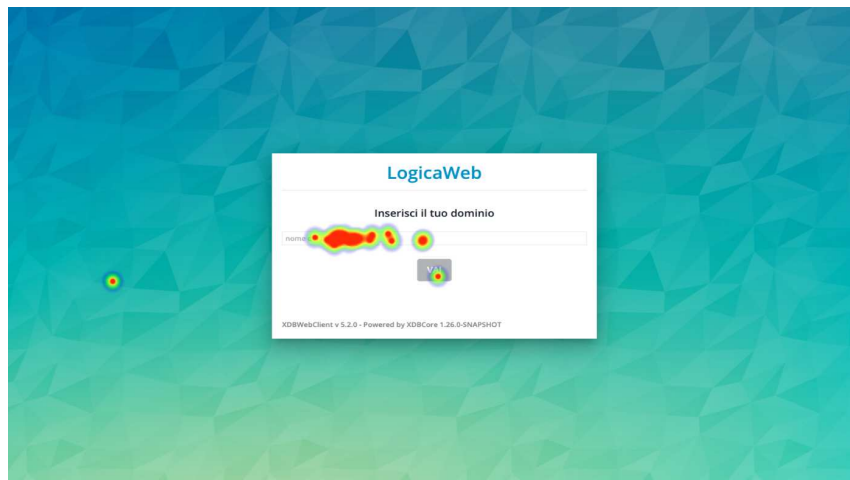 LogicaWeb
Inserisci il tuo dominio
XDBWebClient v 5.2.0 - Powered by XDBCore 1.26.0-SNAPSHOT